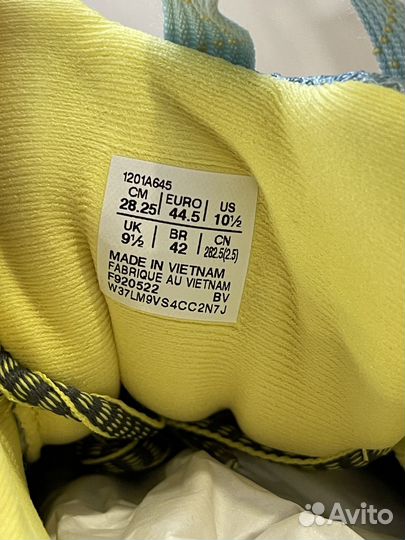 1201A645
CM EURO US
28.25 44.5 10½
UK BR CN
9½ 42 282.5(2.5)
MADE IN VIETNAM
FABRIQUE AU VIETNAM
F920522 BV
W37LM9VS4CC2N7J
Avito